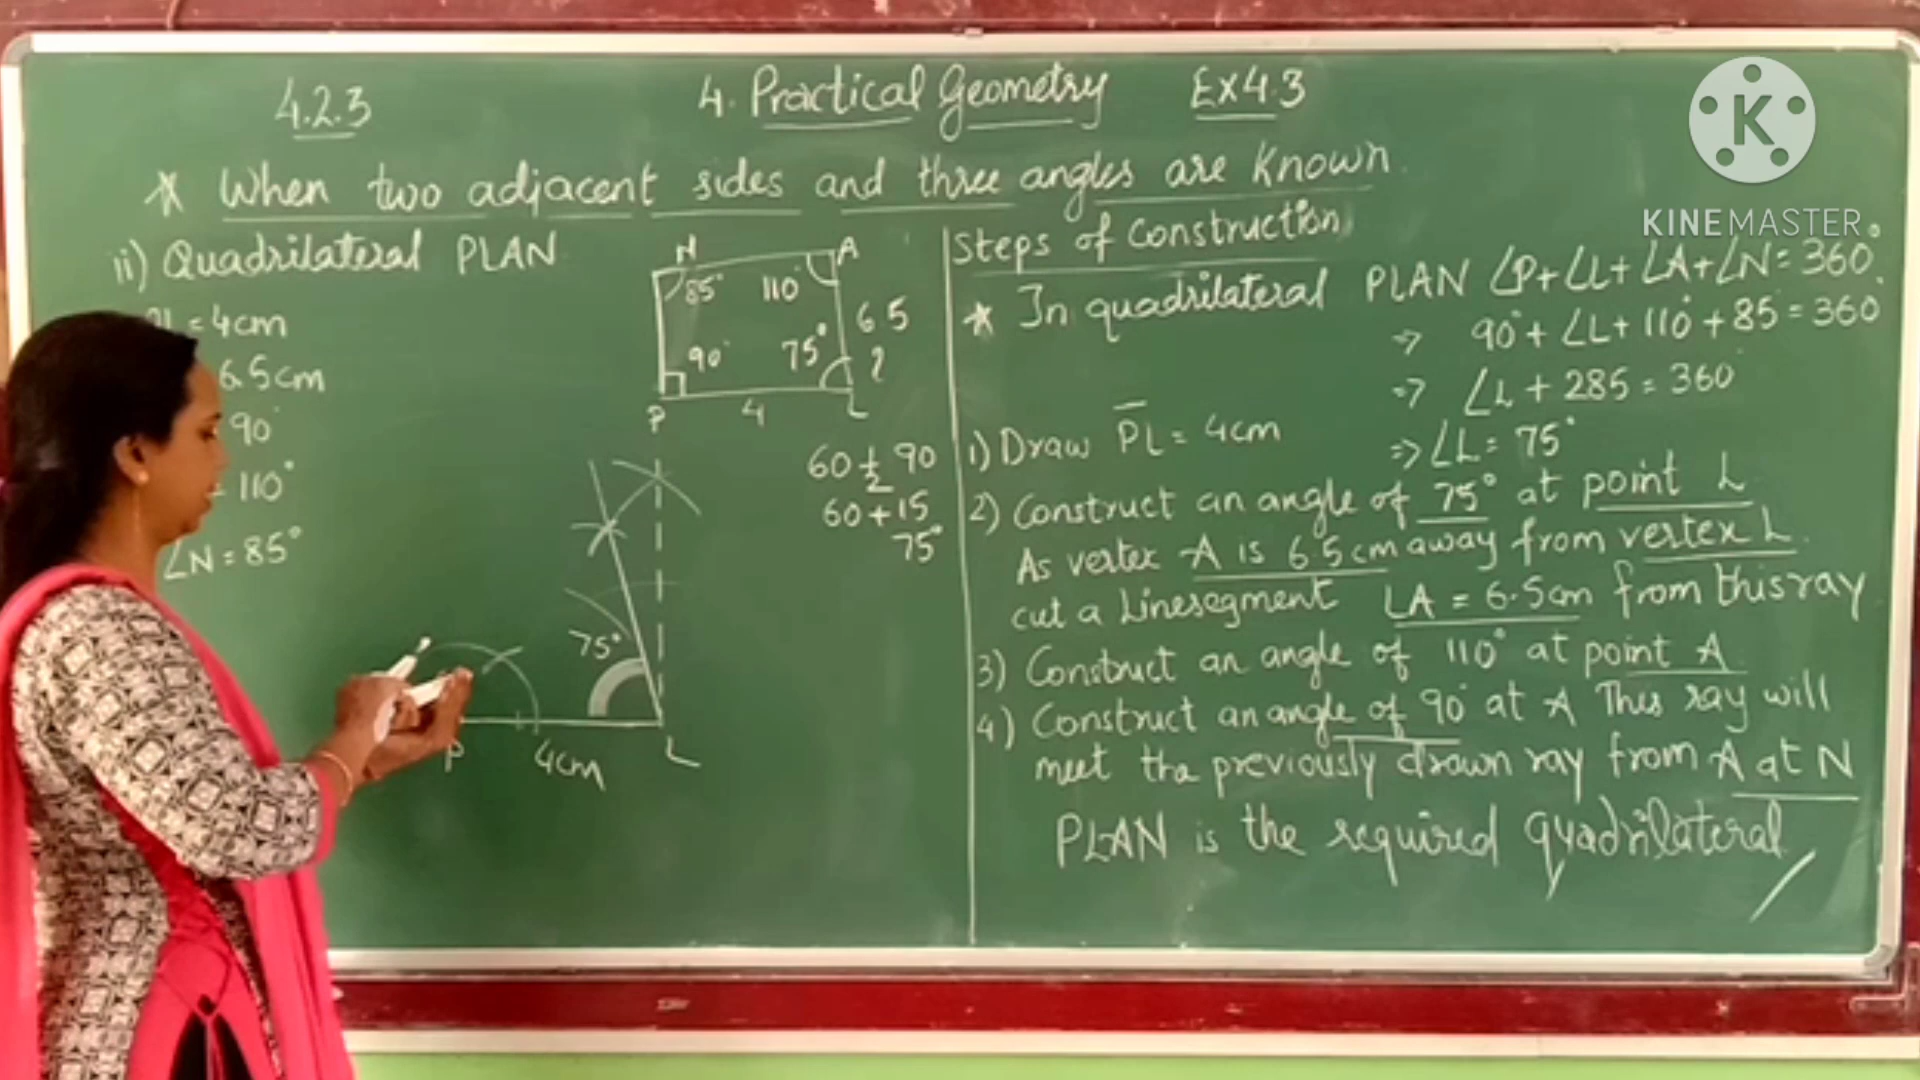 4.2.3
4. Practical Geometry Ex4.3
* When two adjacent sides and three angles are known
ii) Quadrilateral PLAN
= 4cm
6.5cm
90°
110°
∠N = 85°
N A
85° 110°
6.5
90° 75° ?
P 4 L
60 + ½ 90
60 + 15
75°
75°
P 4cm L
Steps of Construction
* In quadrilateral PLAN ∠P+∠L+∠A+∠N=360°
⇒ 90°+∠L+110°+85=360°
⇒ ∠L + 285 = 360°
⇒ ∠L = 75°
1) Draw PL = 4cm
2) Construct an angle of 75° at point L
As vertex A is 6.5cm away from vertex L.
cut a Linesegment LA = 6.5cm from this ray
3) Construct an angle of 110° at point A
4) Construct an angle of 90° at A This ray will
meet the previously drawn ray from A at N
PLAN is the required quadrilateral
K
KINEMASTER